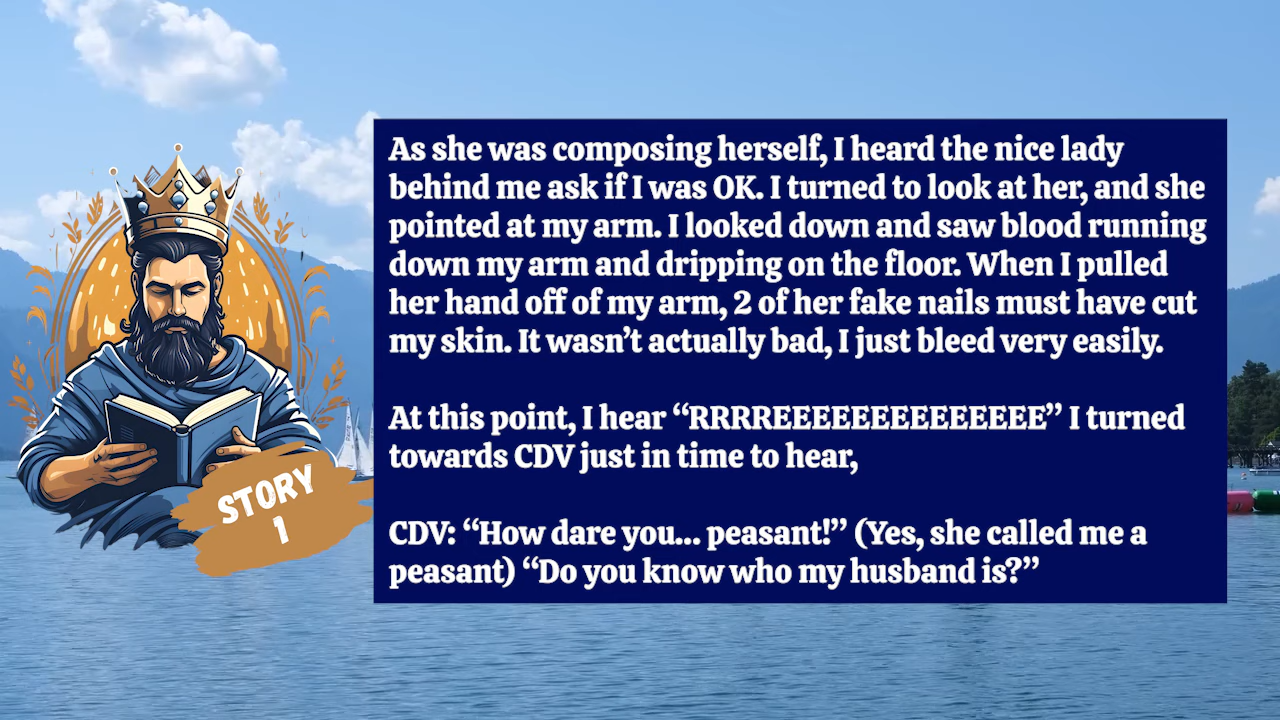 As she was composing herself, I heard the nice lady
behind me ask if I was OK. I turned to look at her, and she
pointed at my arm. I looked down and saw blood running
down my arm and dripping on the floor. When I pulled
her hand off of my arm, 2 of her fake nails must have cut
my skin. It wasn’t actually bad, I just bleed very easily.
At this point, I hear “RRRREEEEEEEEEEEEEEE” I turned
towards CDV just in time to hear,
CDV: “How dare you... peasant!” (Yes, she called me a
peasant) “Do you know who my husband is?”
STORY
1